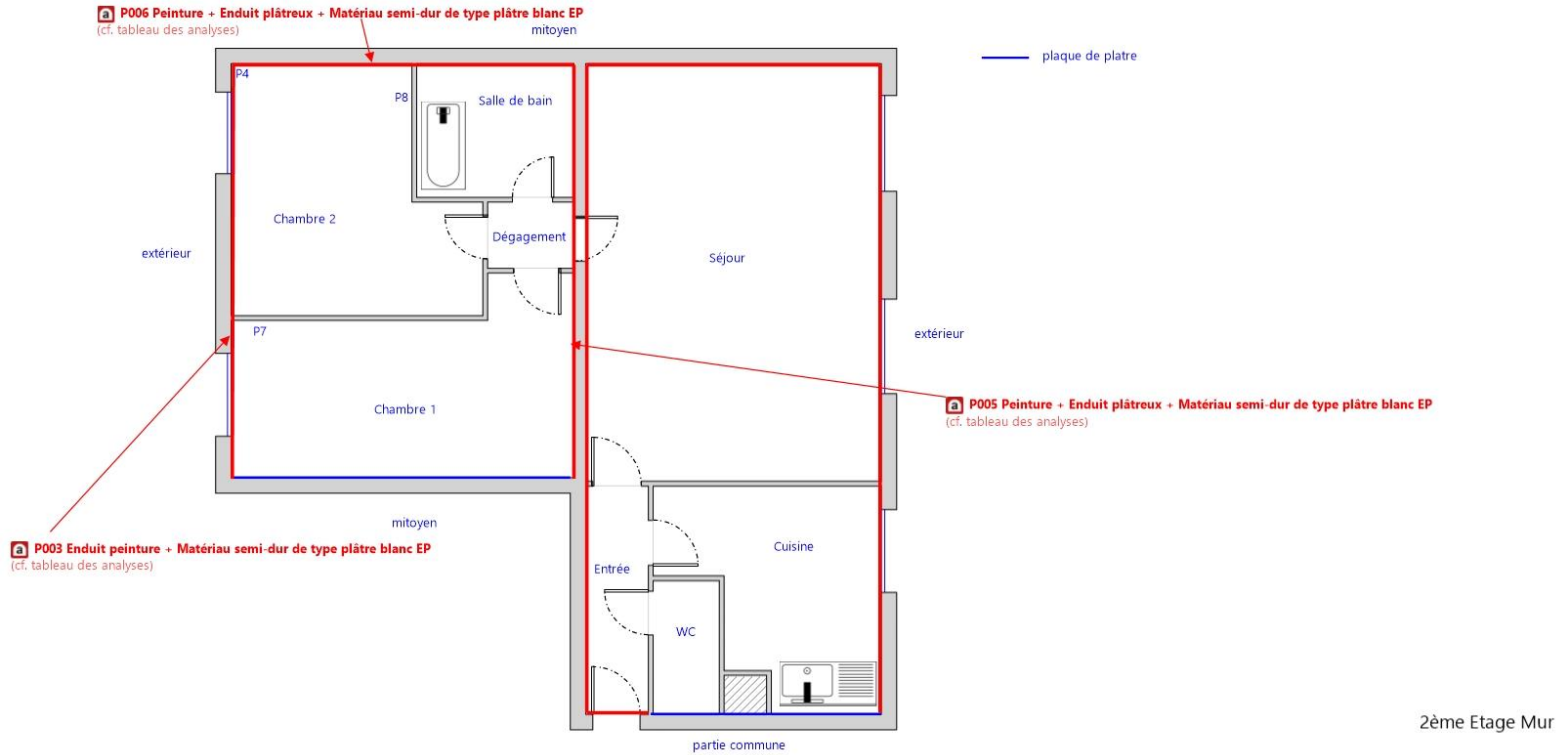 a P006 Peinture + Enduit plâtreux + Matériau semi-dur de type plâtre blanc EP
(cf. tableau des analyses)
mitoyen
plaque de platre
P4
P8
Salle de bain
Chambre 2
Dégagement
extérieur
Séjour
P7
extérieur
Chambre 1
a P005 Peinture + Enduit plâtreux + Matériau semi-dur de type plâtre blanc EP
(cf. tableau des analyses)
mitoyen
a P003 Enduit peinture + Matériau semi-dur de type plâtre blanc EP
(cf. tableau des analyses)
Cuisine
Entrée
WC
2ème Etage Mur
partie commune